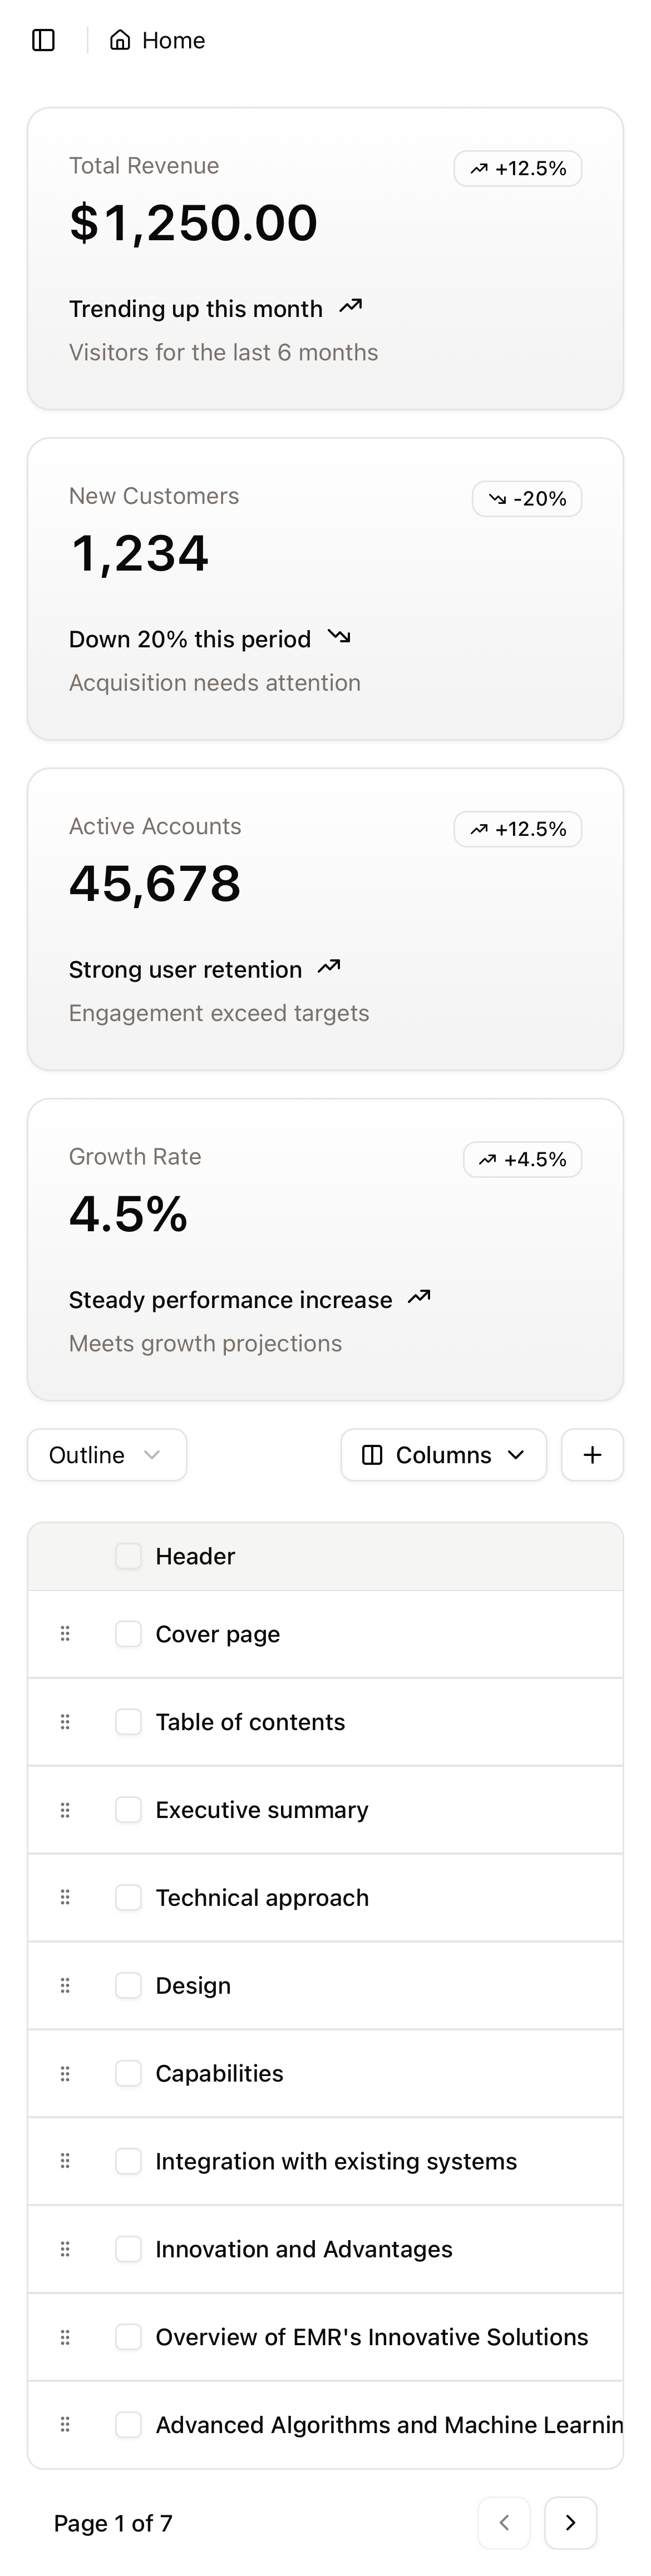 Home
Total Revenue
+12.5%
$1,250.00
Trending up this month
Visitors for the last 6 months
New Customers
-20%
1,234
Down 20% this period
Acquisition needs attention
Active Accounts
+12.5%
45,678
Strong user retention
Engagement exceed targets
Growth Rate
+4.5%
4.5%
Steady performance increase
Meets growth projections
Outline
Columns
Header
Cover page
Table of contents
Executive summary
Technical approach
Design
Capabilities
Integration with existing systems
Innovation and Advantages
Overview of EMR's Innovative Solutions
Advanced Algorithms and Machine Learnin
Page 1 of 7